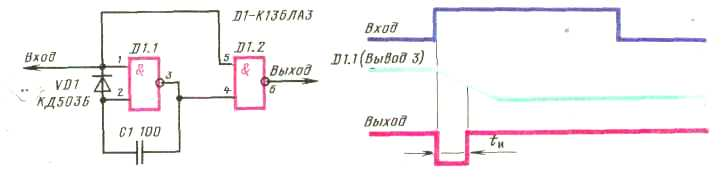 D1-К136ЛА3
Вход
D1.1
D1.2
1
&
3
5
&
Выход
6
VD1
КД503Б
2
4
C1 100
Вход
D1.1 (Вывод 3)
Выход
tи